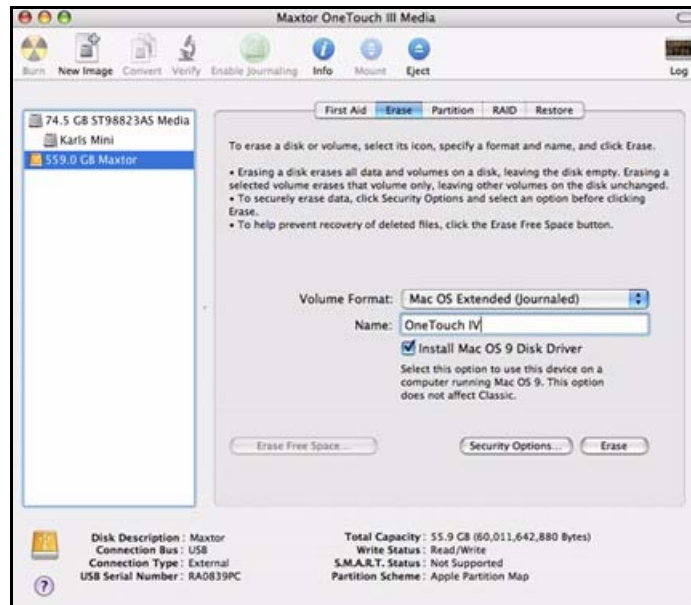 Maxtor OneTouch III Media
Burn New Image Convert Verify Enable Journaling Info Mount Eject Log
74.5 GB ST98823AS Media
Karls Mini
559.0 GB Maxtor
First Aid Erase Partition RAID Restore
To erase a disk or volume, select its icon, specify a format and name, and click Erase.
• Erasing a disk erases all data and volumes on a disk, leaving the disk empty. Erasing a
selected volume erases that volume only, leaving other volumes on the disk unchanged.
• To securely erase data, click Security Options and select an option before clicking
Erase.
• To help prevent recovery of deleted files, click the Erase Free Space button.
Volume Format: Mac OS Extended (Journaled)
Name: OneTouch IV
Install Mac OS 9 Disk Driver
Select this option to use this device on a
computer running Mac OS 9. This option
does not affect Classic.
Erase Free Space... Security Options... Erase
Disk Description : Maxtor
Connection Bus : USB
Connection Type : External
USB Serial Number : RA0839PC
Total Capacity : 55.9 GB (60,011,642,880 Bytes)
Write Status : Read/Write
S.M.A.R.T. Status : Not Supported
Partition Scheme : Apple Partition Map
?